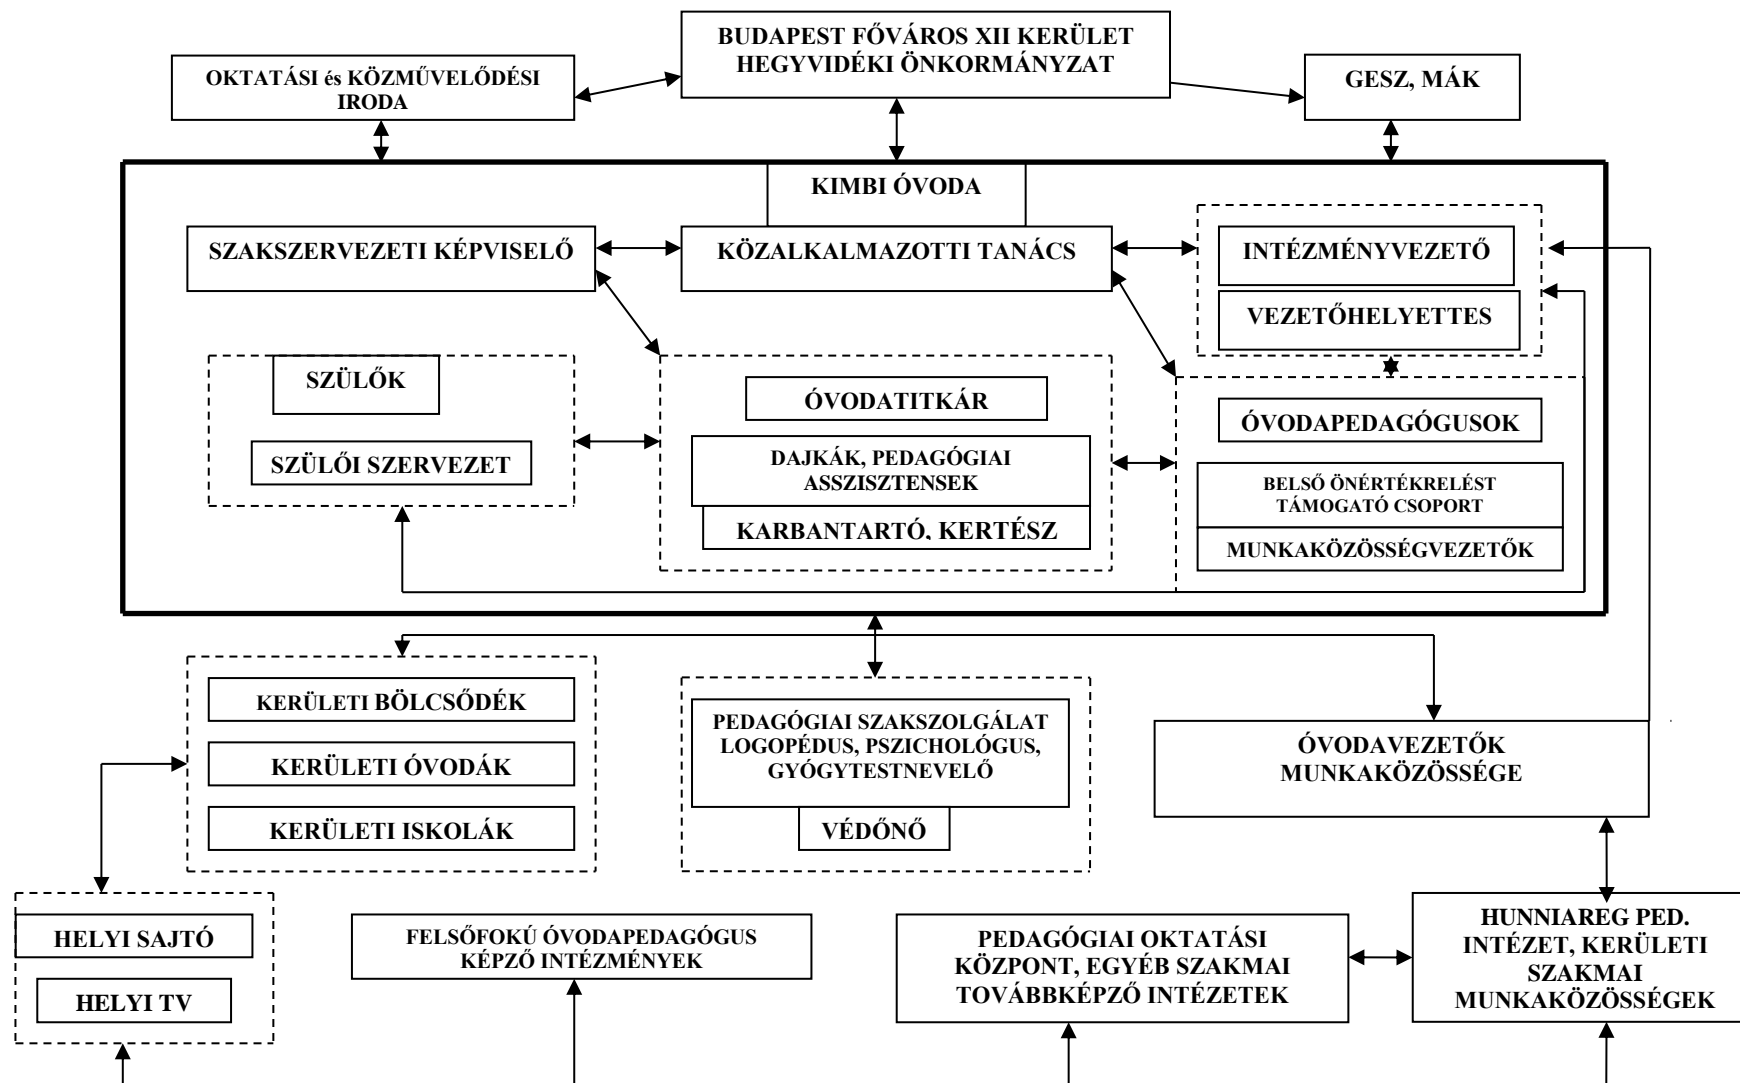 BUDAPEST FŐVÁROS XII KERÜLET
HEGYVIDÉKI ÖNKORMÁNYZAT
OKTATÁSI és KÖZMŰVELŐDÉSI
IRODA
GESZ, MÁK
KIMBI ÓVODA
SZAKSZERVEZETI KÉPVISELŐ
KÖZALKALMAZOTTI TANÁCS
INTÉZMÉNYVEZETŐ
VEZETŐHELYETTES
SZÜLŐK
SZÜLŐI SZERVEZET
ÓVODATITKÁR
DAJKÁK, PEDAGÓGIAI
ASSZISZTENSEK
KARBANTARTÓ, KERTÉSZ
ÓVODAPEDAGÓGUSOK
BELSŐ ÖNÉRTÉKRELÉST
TÁMOGATÓ CSOPORT
MUNKAKÖZÖSSÉGVEZETŐK
KERÜLETI BÖLCSŐDÉK
KERÜLETI ÓVODÁK
KERÜLETI ISKOLÁK
PEDAGÓGIAI SZAKSZOLGÁLAT
LOGOPÉDUS, PSZICHOLÓGUS,
GYÓGYTESTNEVELŐ
VÉDŐNŐ
ÓVODAVEZETŐK
MUNKAKÖZÖSSÉGE
HELYI SAJTÓ
HELYI TV
FELSŐFOKÚ ÓVODAPEDAGÓGUS
KÉPZŐ INTÉZMÉNYEK
PEDAGÓGIAI OKTATÁSI
KÖZPONT, EGYÉB SZAKMAI
TOVÁBBKÉPZŐ INTÉZETEK
HUNNIAREG PED.
INTÉZET, KERÜLETI
SZAKMAI
MUNKAKÖZÖSSÉGEK